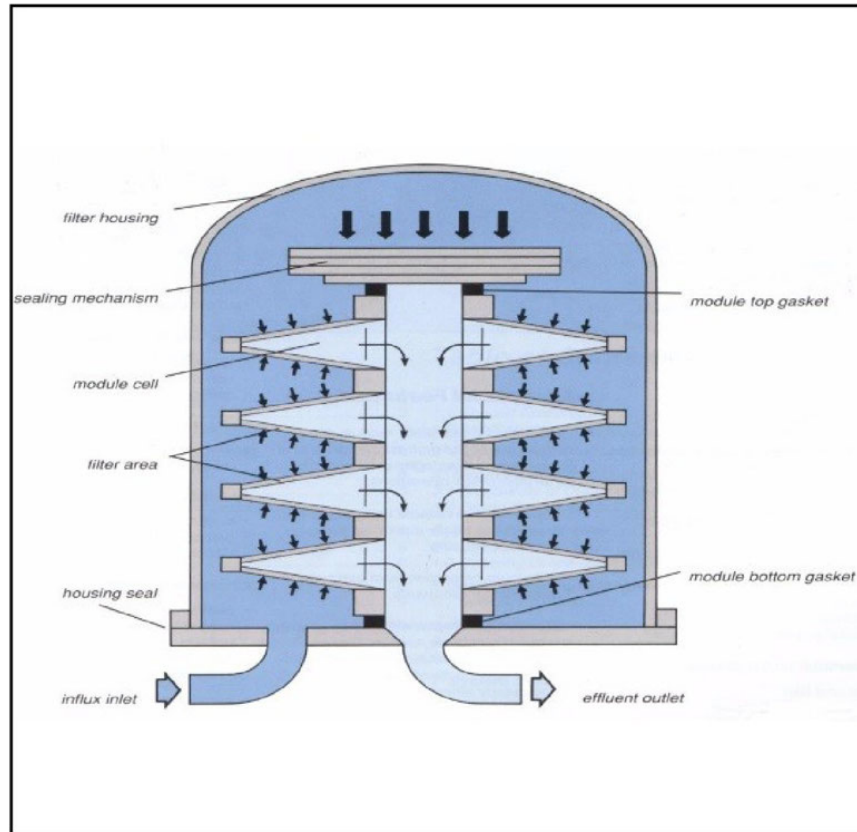 filter housing
sealing mechanism
module top gasket
module cell
filter area
housing seal
module bottom gasket
influx inlet
effluent outlet